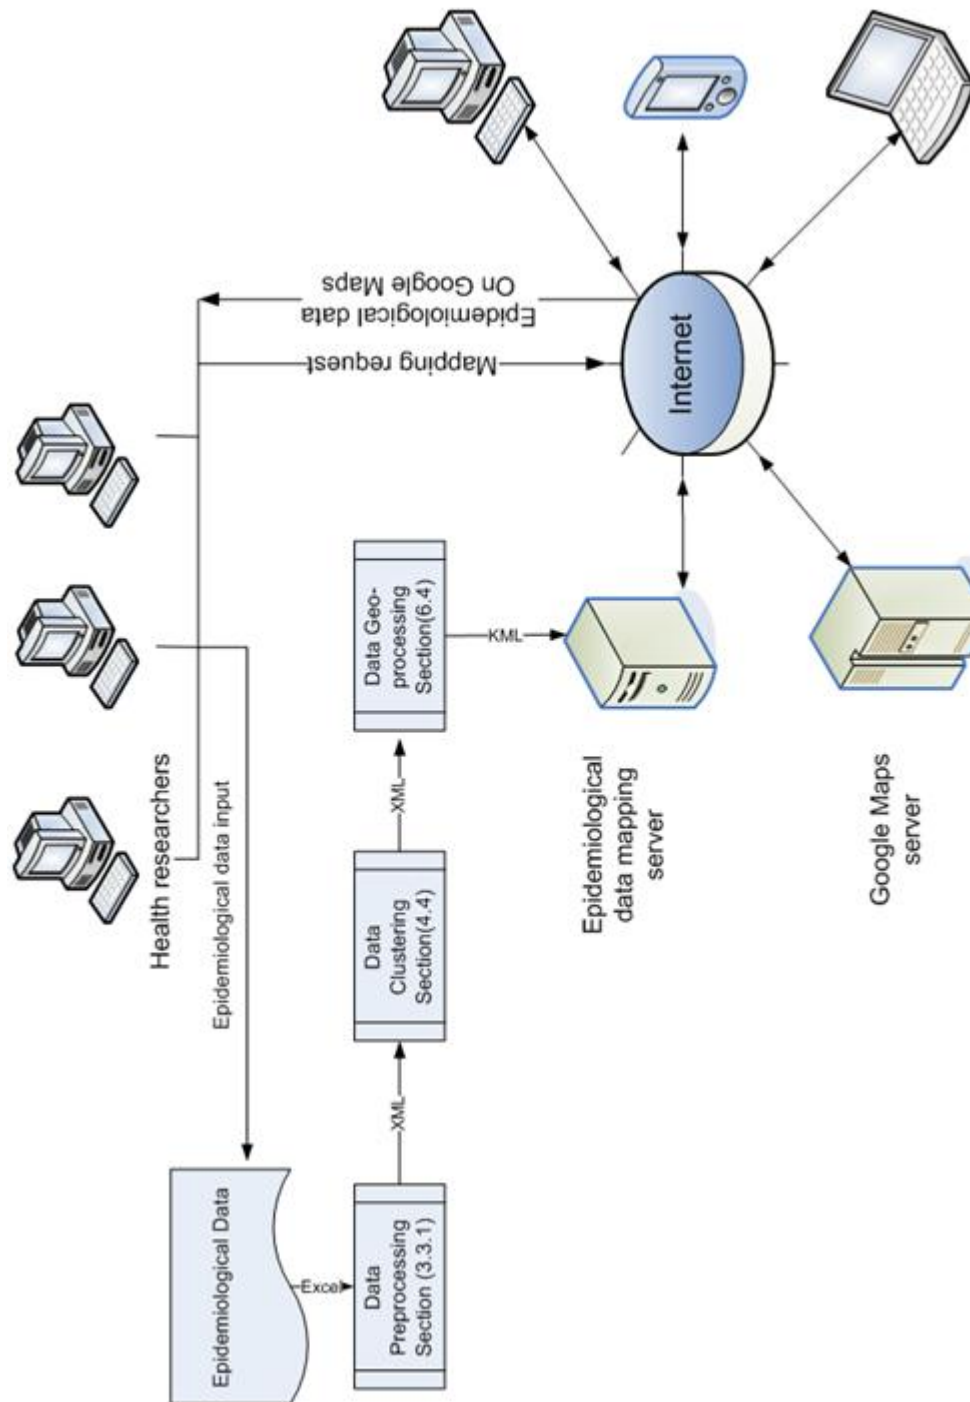 Health researchers
Epidemiological data input
Epidemiological Data
Excel
Data
Preprocessing
Section (3.3.1)
XML
Data
Clustering
Section(4.4)
XML
Data Geo-
processing
Section(6.4)
KML
Epidemiological
data mapping
server
Google Maps
server
Internet
Mapping request
Epidemiological data
On Google Maps